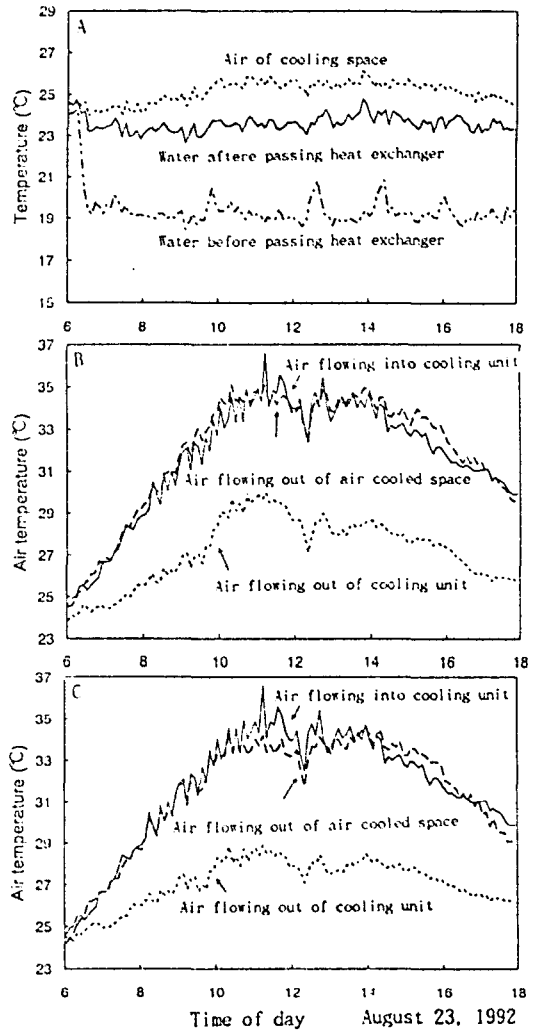 29
A
27
Air of cooling space
25
23
Water aftere passing heat exchanger
21
19
Water before passing heat exchanger
17
15
Temperature (℃)
6 8 10 12 14 16 18
37
B
Air flowing into cooling unit
35
33
31
Air flowing out of air cooled space
29
27
Air flowing out of cooling unit
25
23
Air temperature (℃)
6 8 10 12 14 16 18
37
C
Air flowing into cooling unit
35
33
31
Air flowing out of air cooled space
29
27
Air flowing out of cooling unit
25
23
Air temperature (℃)
6 8 10 12 14 16 18
Time of day August 23, 1992